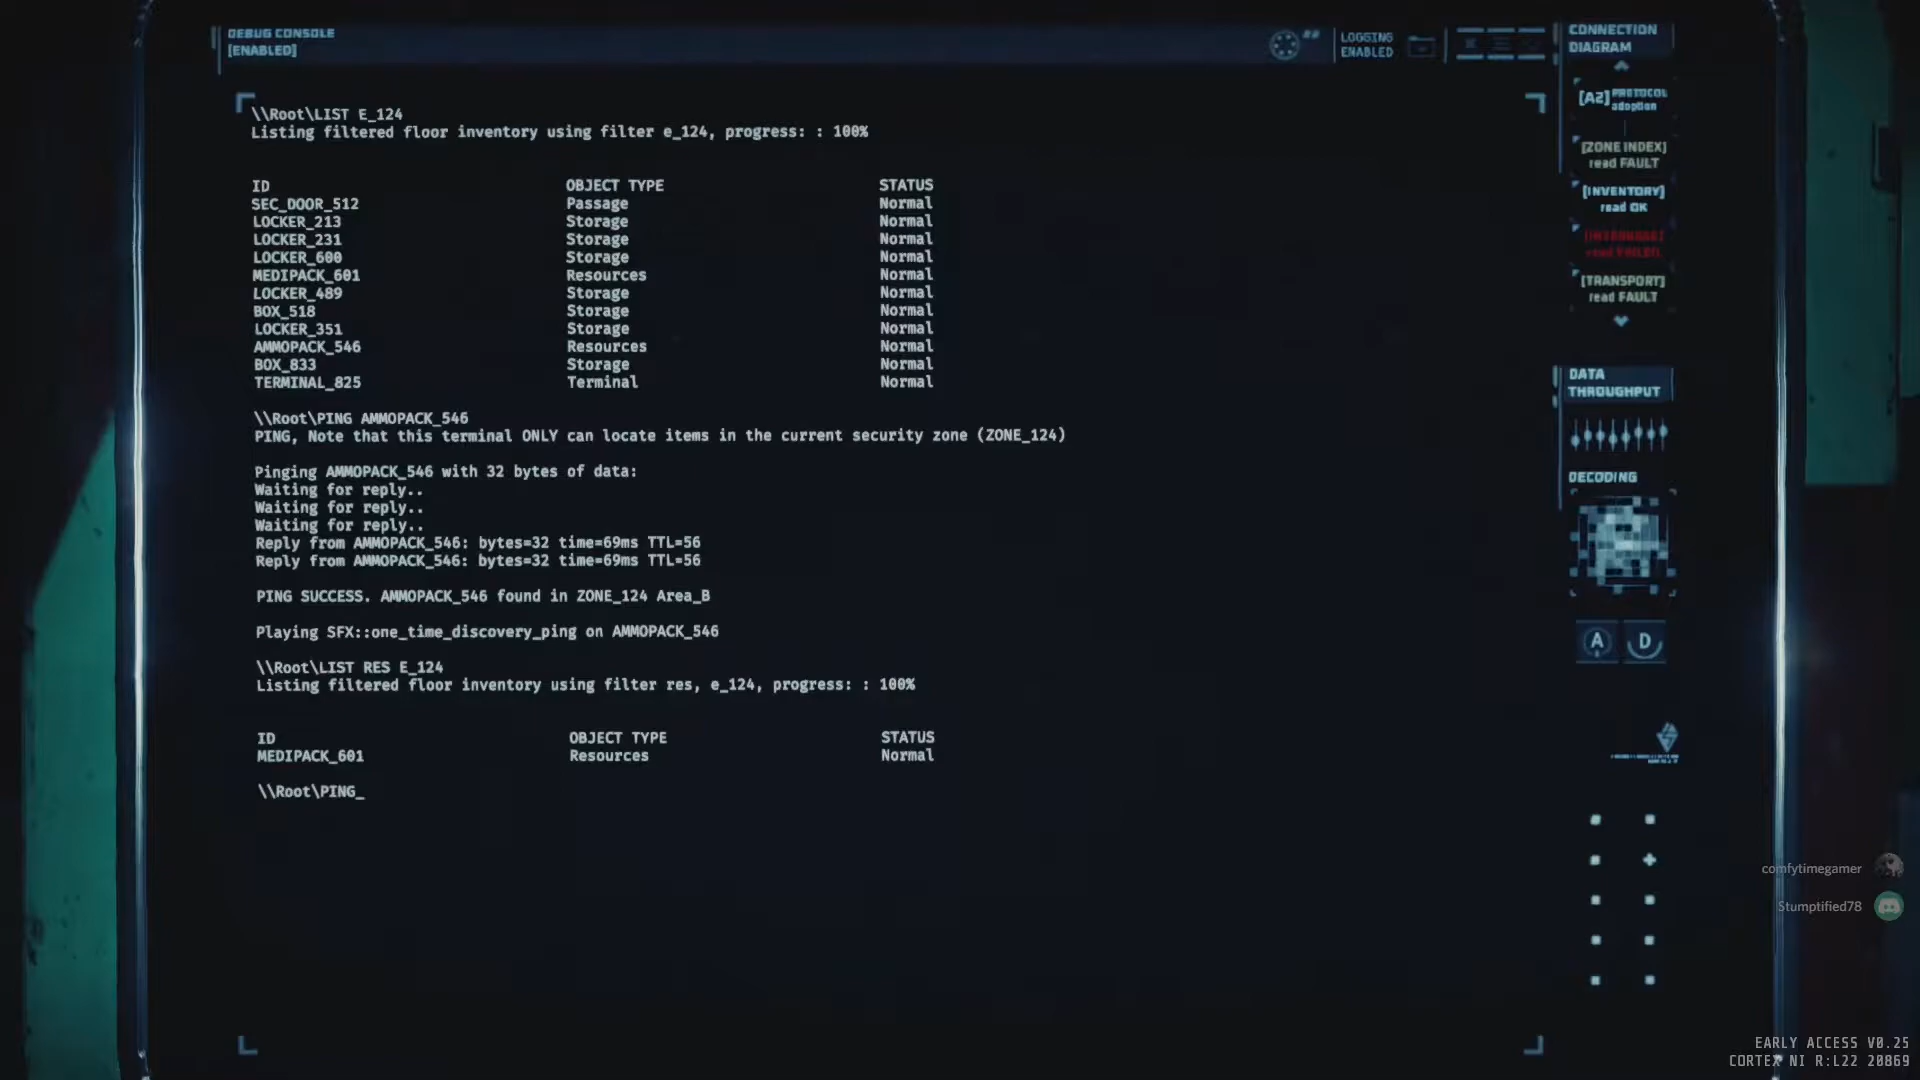 DEBUG CONSOLE
[ENABLED]
LOGGING
ENABLED
\\Root\LIST E_124
Listing filtered floor inventory using filter e_124, progress: : 100%
ID OBJECT TYPE STATUS
SEC_DOOR_512 Passage Normal
LOCKER_213 Storage Normal
LOCKER_231 Storage Normal
LOCKER_600 Storage Normal
MEDIPACK_601 Resources Normal
LOCKER_489 Storage Normal
BOX_518 Storage Normal
LOCKER_351 Storage Normal
AMMOPACK_546 Resources Normal
BOX_833 Storage Normal
TERMINAL_825 Terminal Normal
\\Root\PING AMMOPACK_546
PING, Note that this terminal ONLY can locate items in the current security zone (ZONE_124)
Pinging AMMOPACK_546 with 32 bytes of data:
Waiting for reply..
Waiting for reply..
Waiting for reply..
Reply from AMMOPACK_546: bytes=32 time=69ms TTL=56
Reply from AMMOPACK_546: bytes=32 time=69ms TTL=56
PING SUCCESS. AMMOPACK_546 found in ZONE_124 Area_B
Playing SFX::one_time_discovery_ping on AMMOPACK_546
\\Root\LIST RES E_124
Listing filtered floor inventory using filter res, e_124, progress: : 100%
ID OBJECT TYPE STATUS
MEDIPACK_601 Resources Normal
\\Root\PING_
CONNECTION
DIAGRAM
[A2] PROTOCOL
adoption
[ZONE INDEX]
read FAULT
[INVENTORY]
read OK
read FAILED
[TRANSPORT]
read FAULT
DATA
THROUGHPUT
DECODING
A D
comfytimegamer
Stumptified78
EARLY ACCESS V0.25
CORTEX NI R:L22 20869